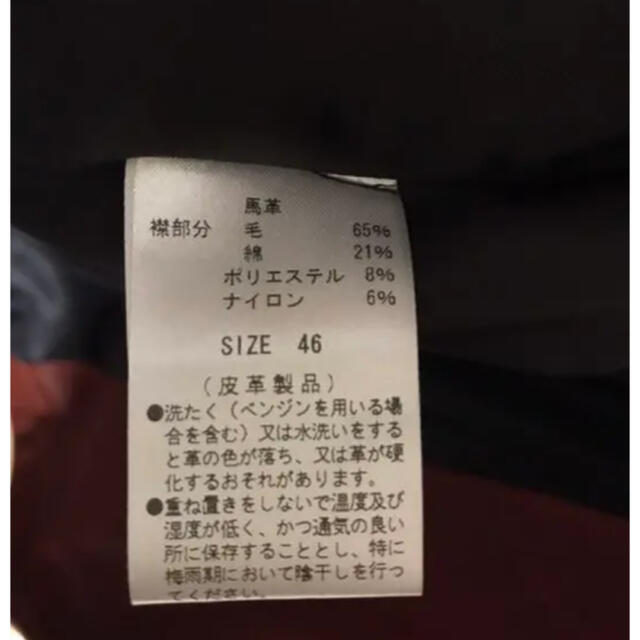 馬革
襟部分 毛 65%
綿 21%
ポリエステル 8%
ナイロン 6%
SIZE 46
(皮革製品)
●洗たく(ベンジンを用いる場
合を含む)又は水洗いをする
と革の色が落ち、又は革が硬
化するおそれがあります。
●重ね置きをしないで温度及び
湿度が低く、かつ通気の良い
所に保存することとし、特に
梅雨期において陰干しを行っ
てください。